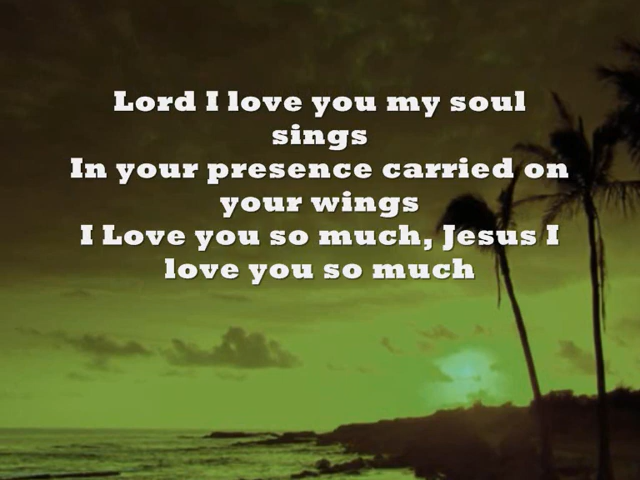 Lord I love you my soul
sings
In your presence carried on
your wings
I Love you so much, Jesus I
love you so much